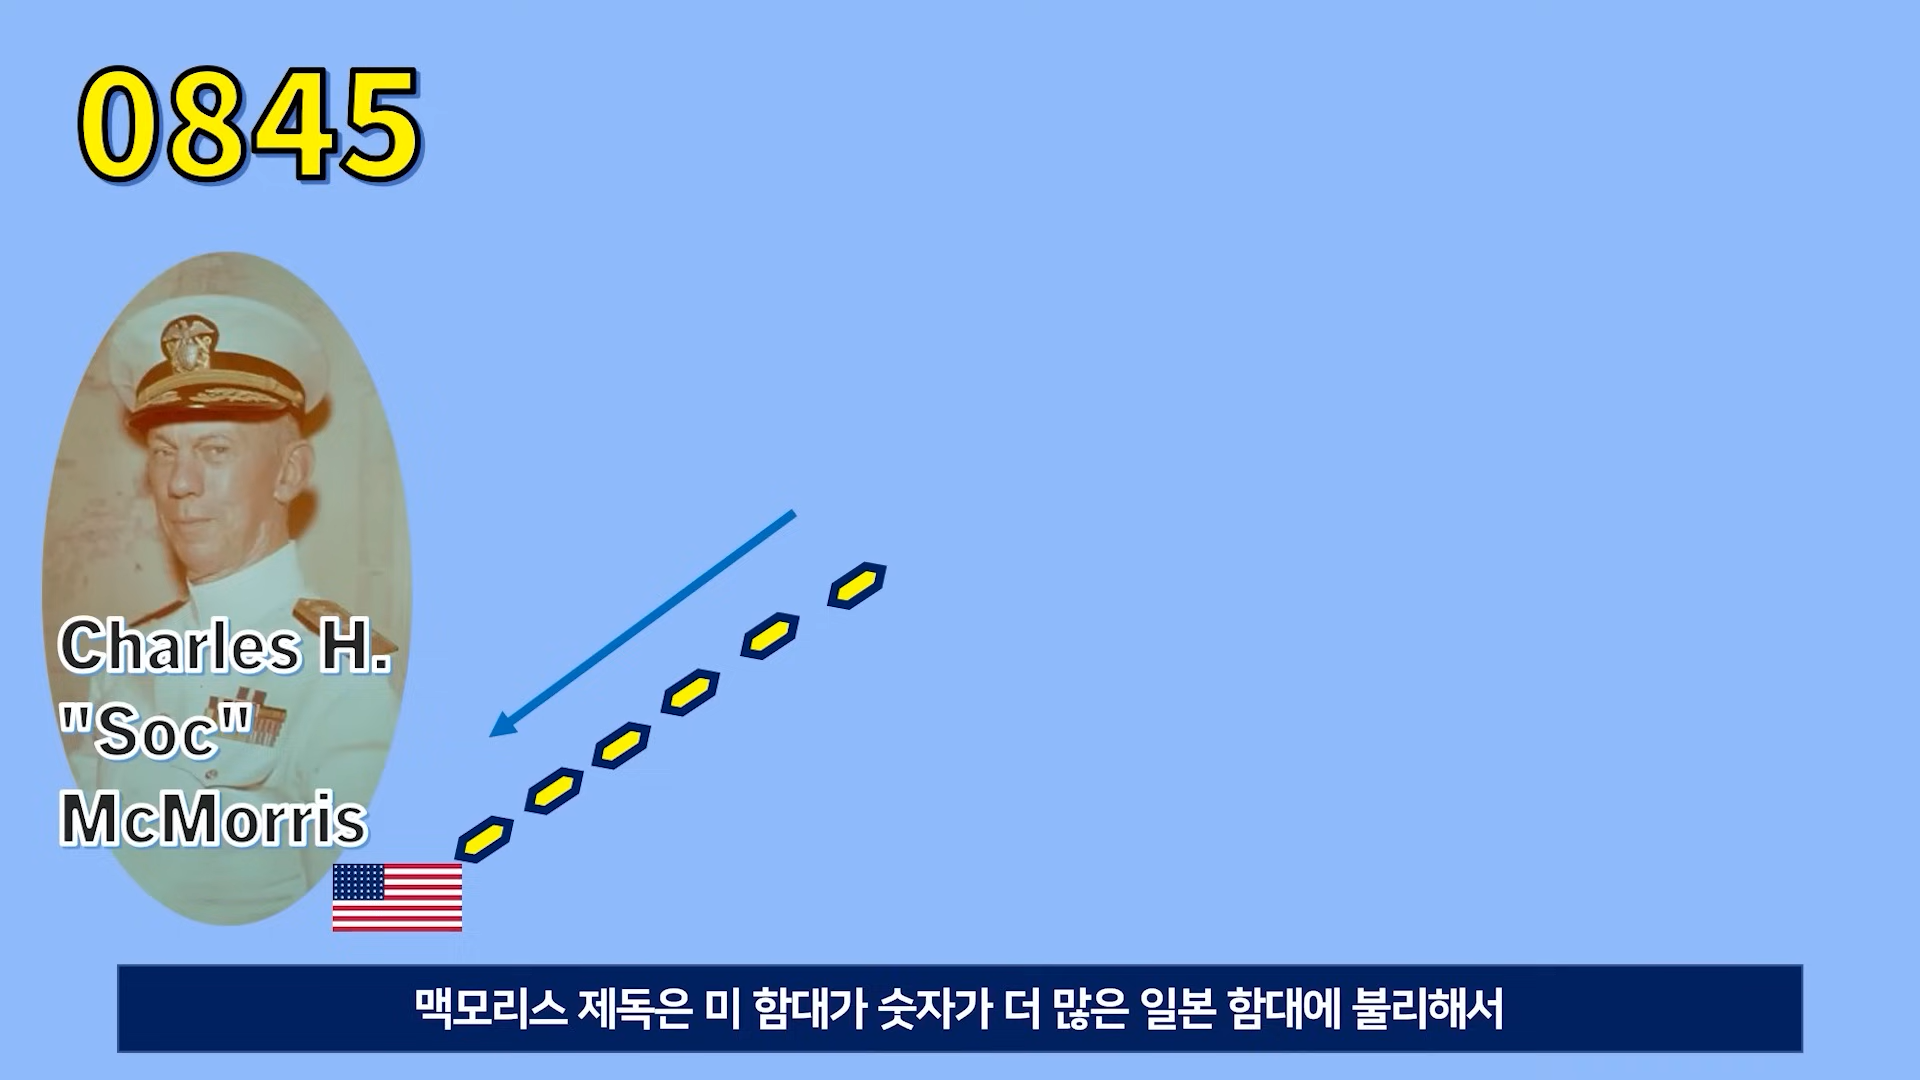 0845
Charles H.
"Soc"
McMorris
맥모리스 제독은 미 함대가 숫자가 더 많은 일본 함대에 불리해서